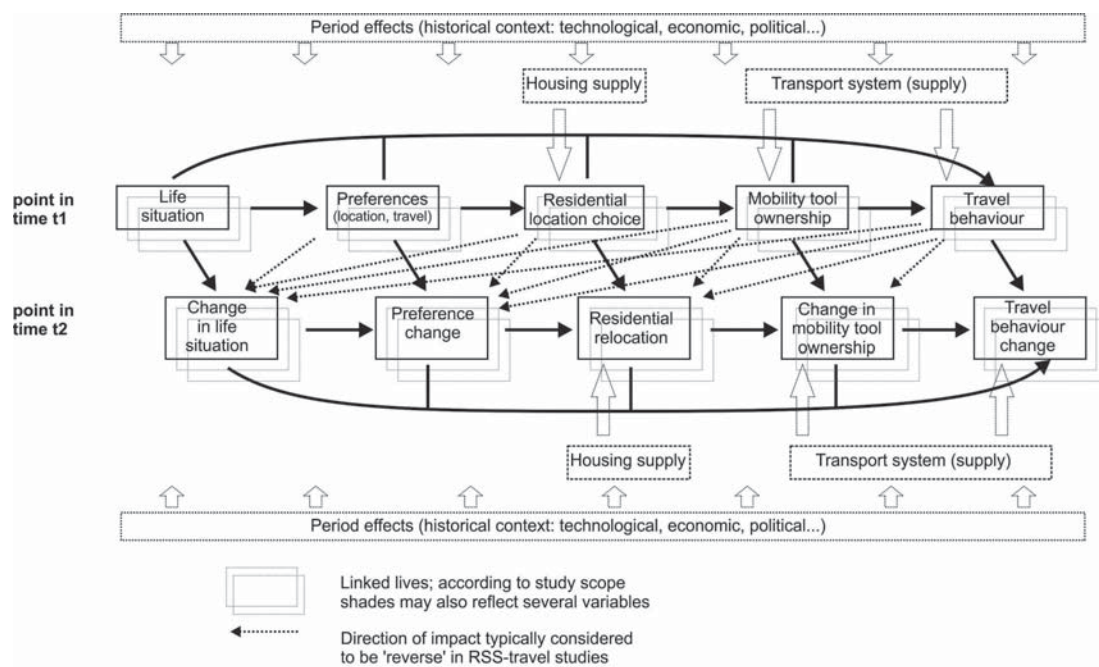 Period effects (historical context: technological, economic, political...)
Housing supply
Transport system (supply)
point in
time t1
Life
situation
Preferences
(location, travel)
Residential
location choice
Mobility tool
ownership
Travel
behaviour
point in
time t2
Change
in life
situation
Preference
change
Residential
relocation
Change in
mobility tool
ownership
Travel
behaviour
change
Housing supply
Transport system (supply)
Period effects (historical context: technological, economic, political...)
Linked lives; according to study scope
shades may also reflect several variables
Direction of impact typically considered
to be 'reverse' in RSS-travel studies